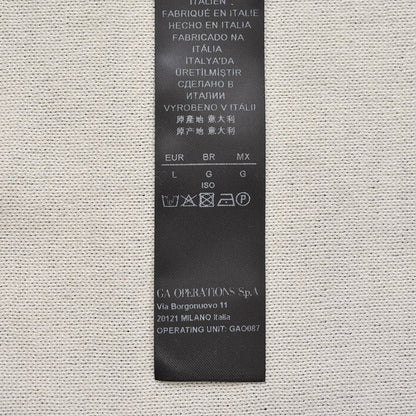 ITALIEN .
FABRIQUÉ EN ITALIE
HECHO EN ITALIA
FABRICADO NA
ITÁLIA
ITALYA'DA
ÜRETİLMİŞTİR
СДЕЛАНО В
ИТАЛИИ
VYROBENO V ITÁLII
原產地 意大利
原产地 意大利
EUR BR MX
L G G
ISO
P
GA OPERATIONS S.p.A
Via Borgonuovo 11
20121 MILANO Italia
OPERATING UNIT: GAO087